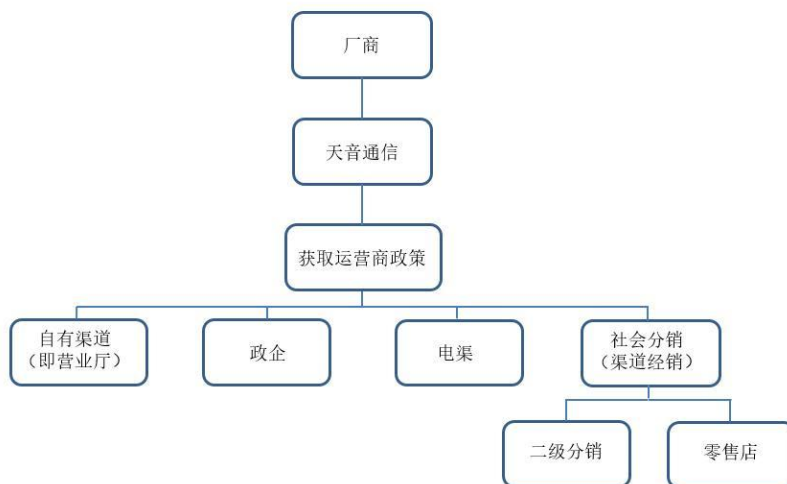 厂商
天音通信
获取运营商政策
自有渠道
（即营业厅）
政企
电渠
社会分销
（渠道经销）
二级分销
零售店